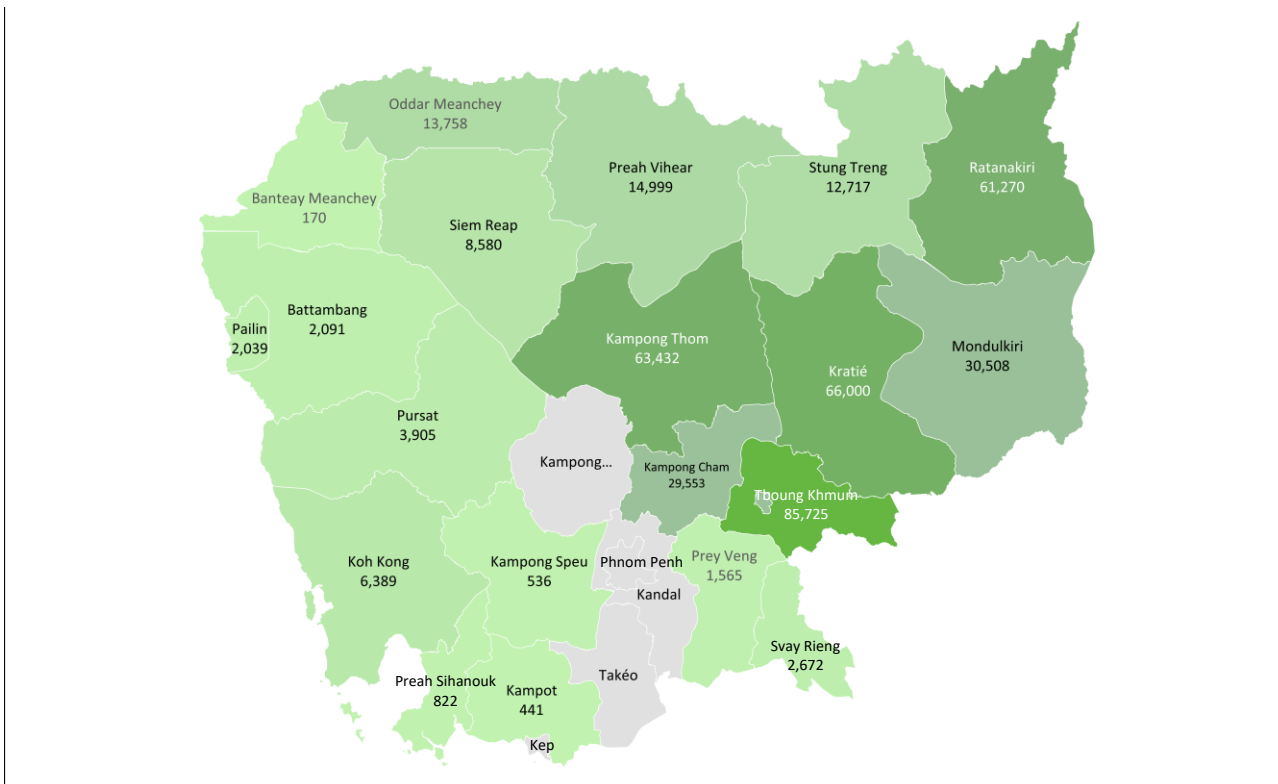 Oddar Meanchey
13,758
Preah Vihear
14,999
Stung Treng
12,717
Ratanakiri
61,270
Banteay Meanchey
170
Siem Reap
8,580
Battambang
2,091
Pailin
2,039
Kampong Thom
63,432
Kratié
66,000
Mondulkiri
30,508
Pursat
3,905
Kampong...
Kampong Cham
29,553
Tboung Khmum
85,725
Koh Kong
6,389
Kampong Speu
536
Phnom Penh
Prey Veng
1,565
Kandal
Svay Rieng
2,672
Preah Sihanouk
822
Kampot
441
Takéo
Kep